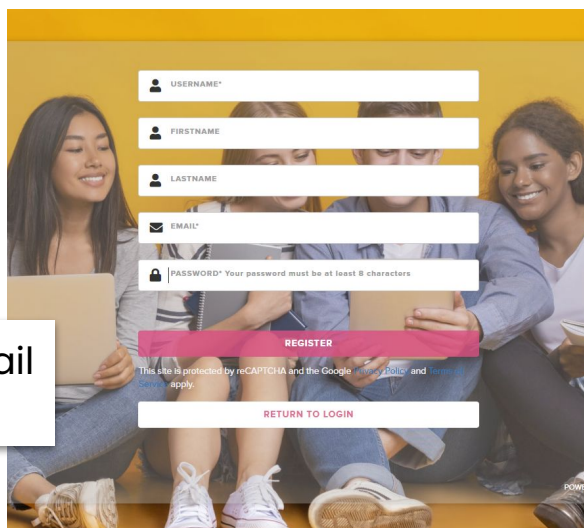 USERNAME*
FIRSTNAME
LASTNAME
EMAIL*
PASSWORD* Your password must be at least 8 characters
ail
REGISTER
This site is protected by reCAPTCHA and the Google Privacy Policy and Terms of
Service apply.
RETURN TO LOGIN
POWE